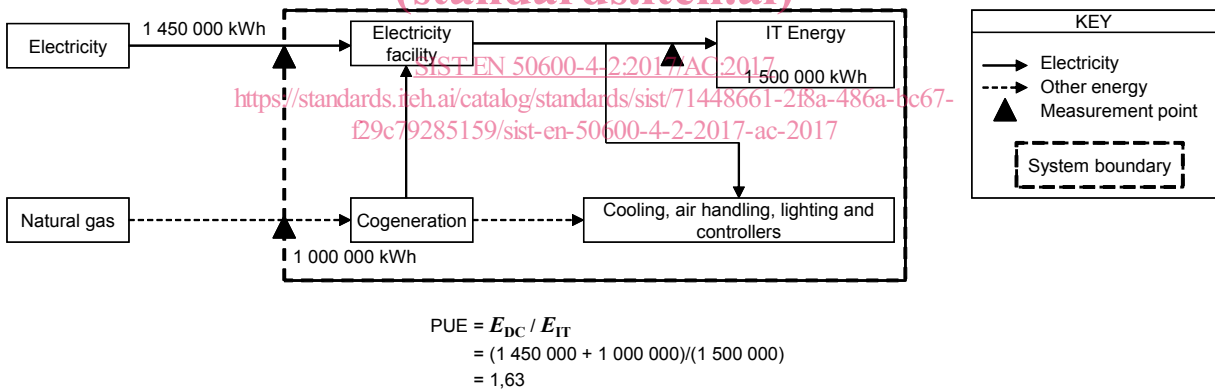 (standards.iteh.ai)
1 450 000 kWh
Electricity
Electricity
facility
IT Energy
1 500 000 kWh
SIST EN 50600-4-2:2017/AC:2017
https://standards.iteh.ai/catalog/standards/sist/71448661-2f8a-486a-bc67-
f29c79285159/sist-en-50600-4-2-2017-ac-2017
Natural gas
Cogeneration
Cooling, air handling, lighting and
controllers
1 000 000 kWh
KEY
Electricity
Other energy
Measurement point
System boundary
PUE = E_DC / E_IT
= (1 450 000 + 1 000 000)/(1 500 000)
= 1,63